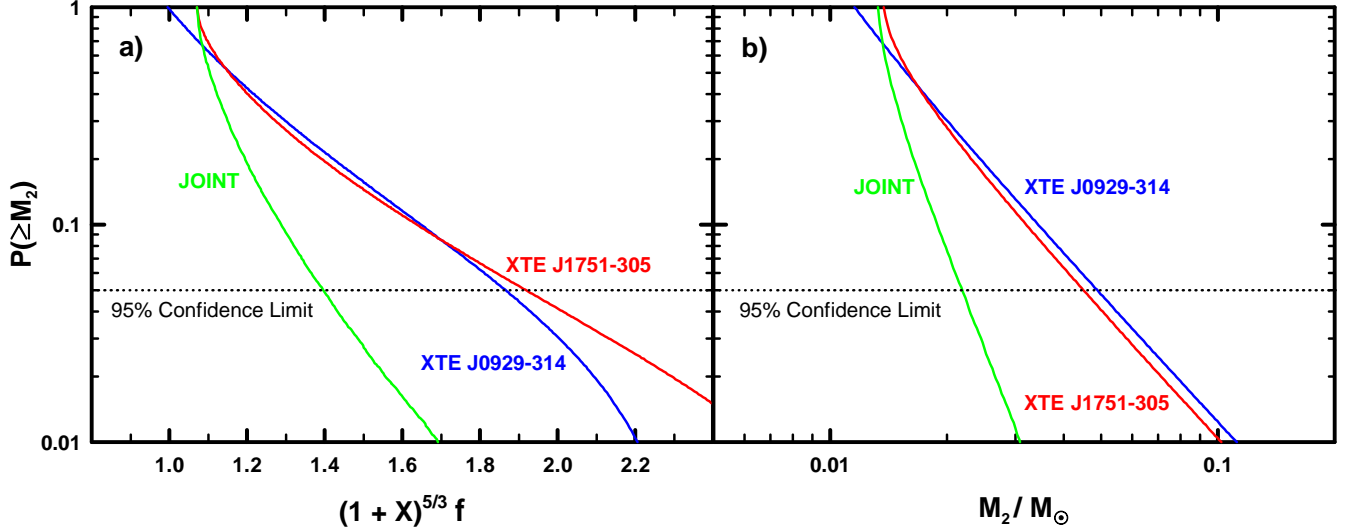 a)
b)
P(≥M₂)
1
0.1
0.01
JOINT
XTE J1751-305
95% Confidence Limit
XTE J0929-314
1.0
1.2
1.4
1.6
1.8
2.0
2.2
(1 + X)^5/3 f
XTE J0929-314
JOINT
95% Confidence Limit
XTE J1751-305
0.01
0.1
M₂/ M⊙